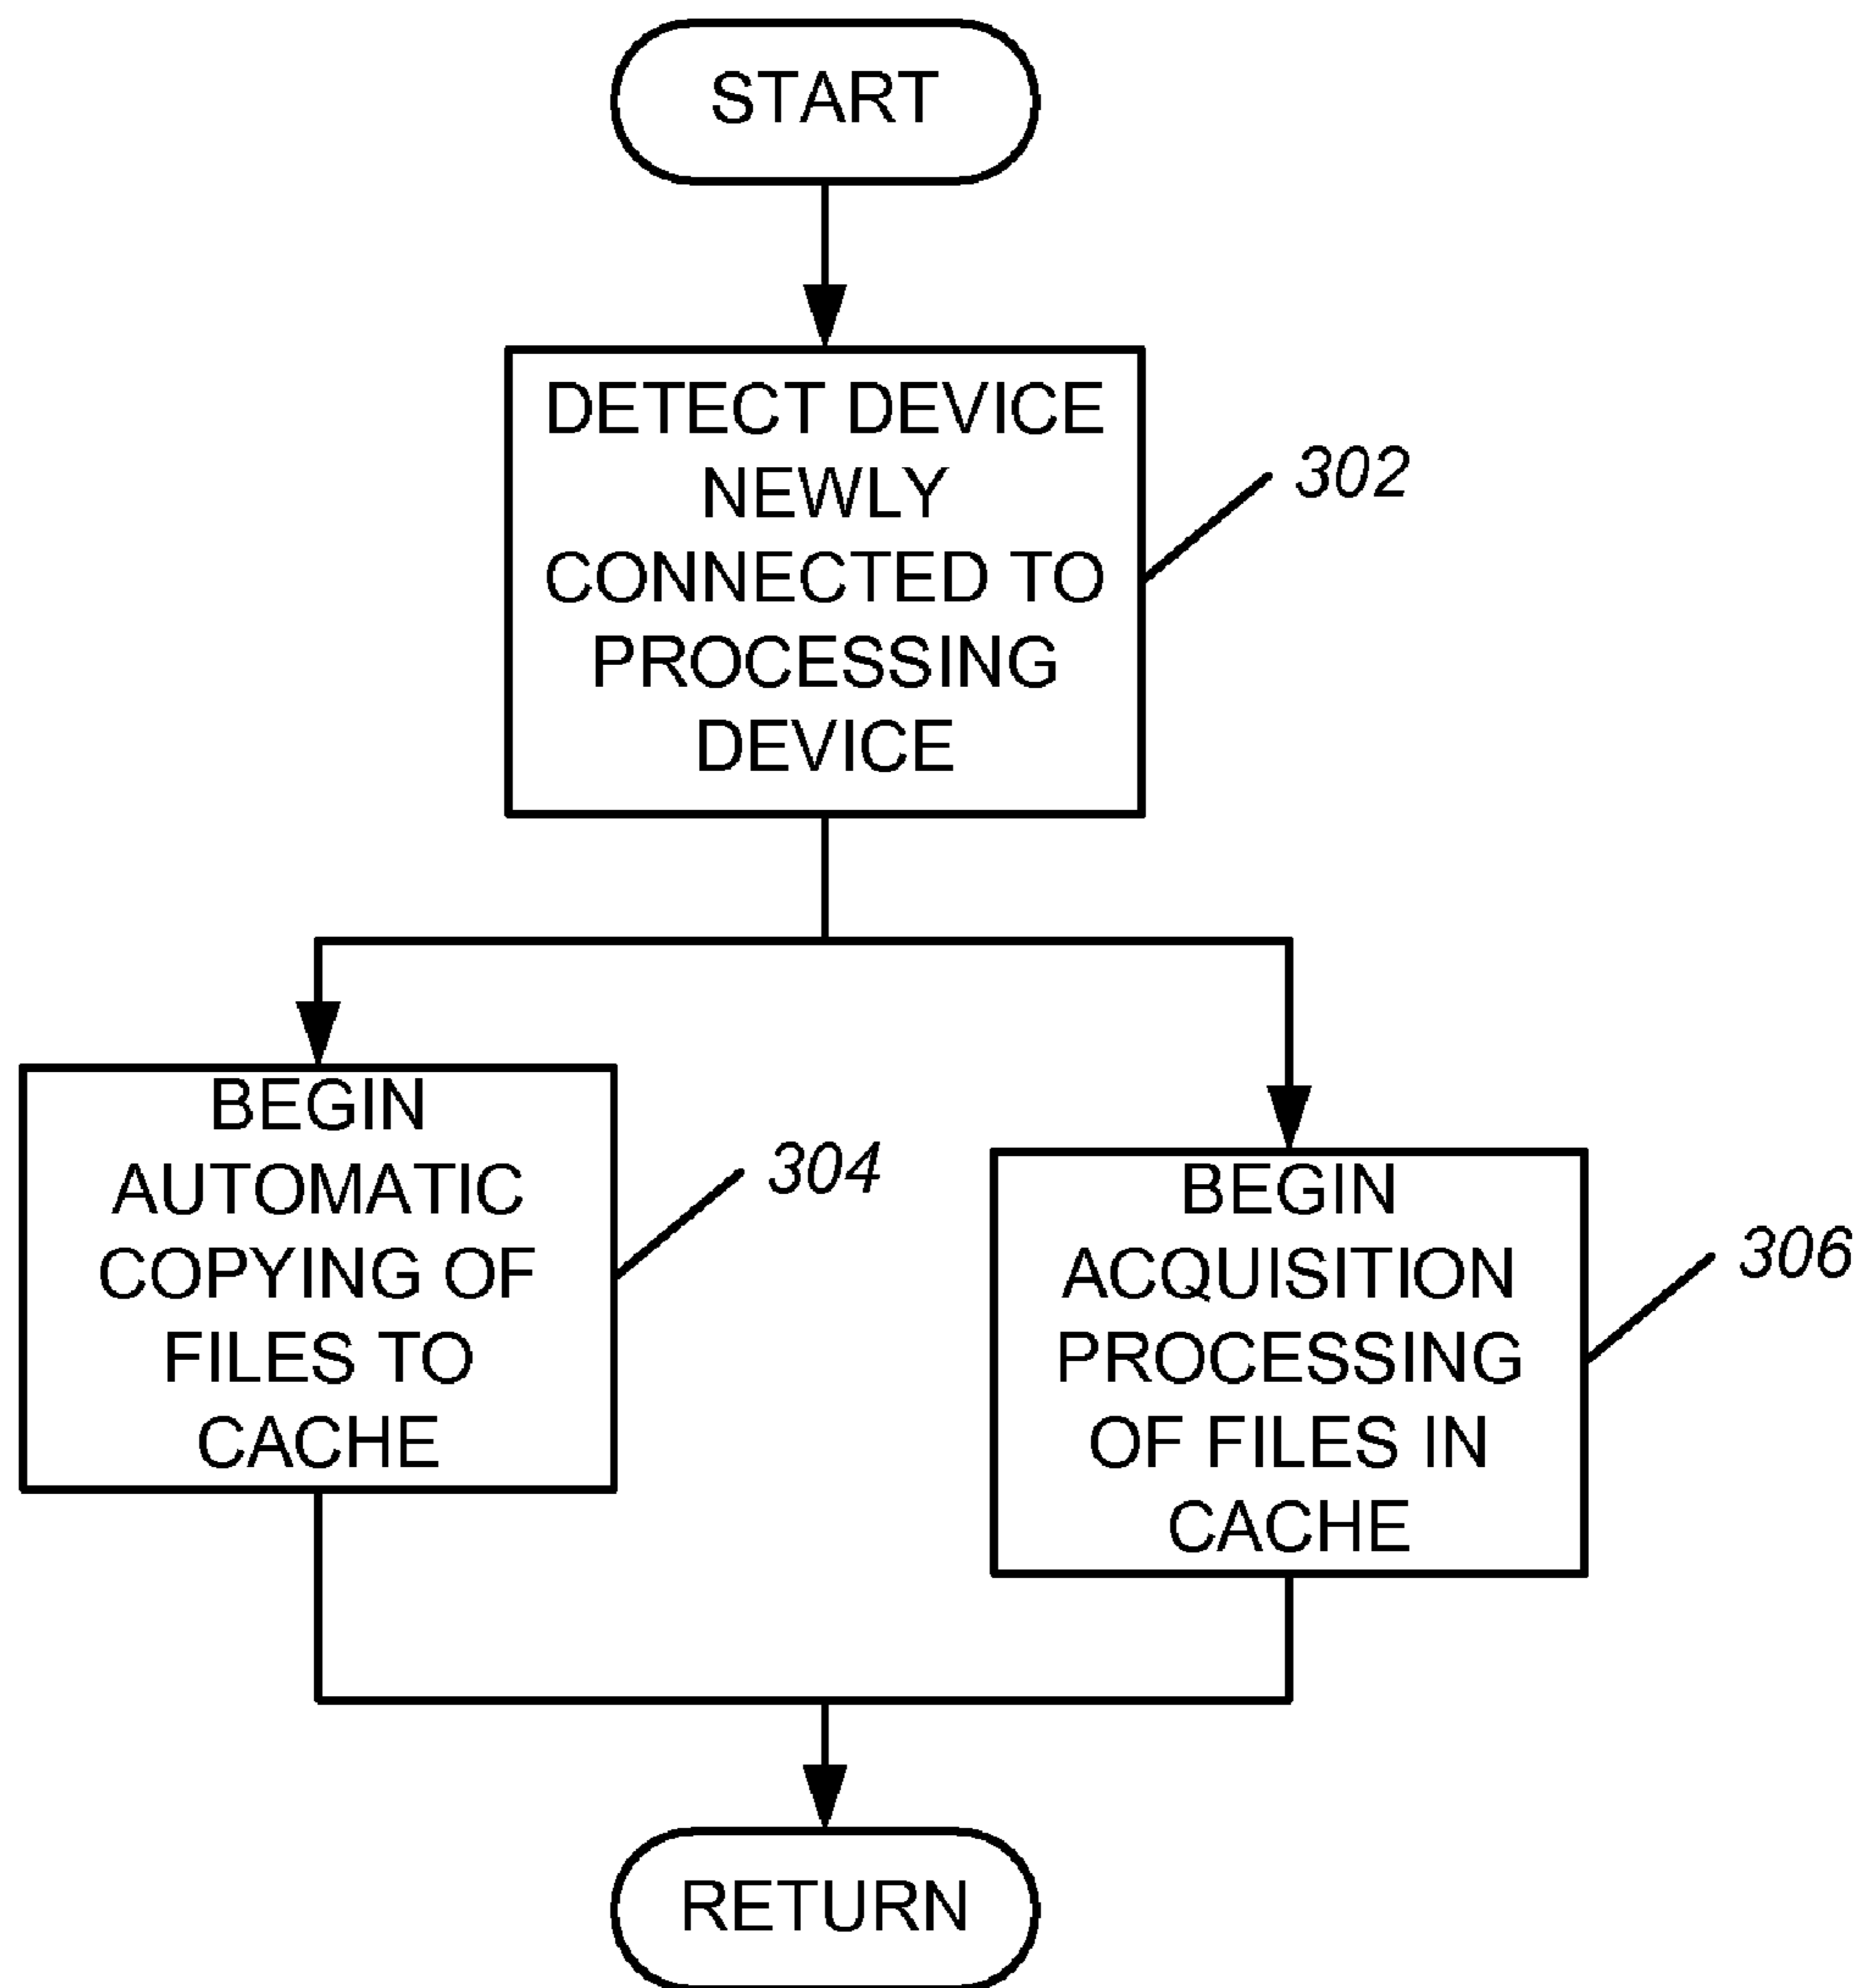 START
DETECT DEVICE
NEWLY
CONNECTED TO
PROCESSING
DEVICE
302
BEGIN
AUTOMATIC
COPYING OF
FILES TO
CACHE
304
BEGIN
ACQUISITION
PROCESSING
OF FILES IN
CACHE
306
RETURN